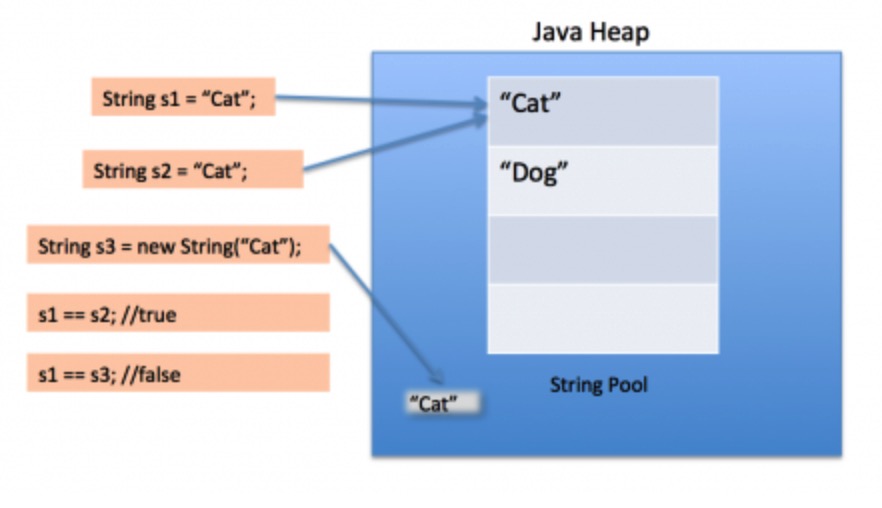 Java Heap
String s1 = “Cat”;
“Cat”
String s2 = “Cat”;
“Dog”
String s3 = new String(“Cat”);
s1 == s2; //true
s1 == s3; //false
String Pool
“Cat”